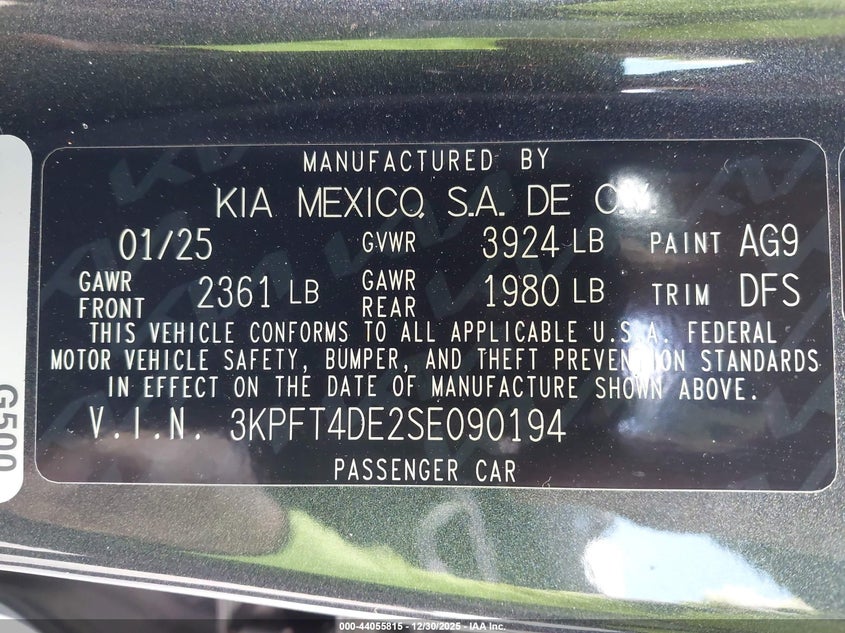 MANUFACTURED BY
KIA MEXICO, S.A. DE C.V.
01/25 GVWR 3924 LB PAINT AG9
GAWR FRONT 2361 LB GAWR REAR 1980 LB TRIM DFS
THIS VEHICLE CONFORMS TO ALL APPLICABLE U.S.A. FEDERAL
MOTOR VEHICLE SAFETY, BUMPER, AND THEFT PREVENTION STANDARDS
IN EFFECT ON THE DATE OF MANUFACTURE SHOWN ABOVE.
V.I.N. 3KPFT4DE2SE090194
PASSENGER CAR
G500
000-44055815 - 12/30/2025 - IAA Inc.